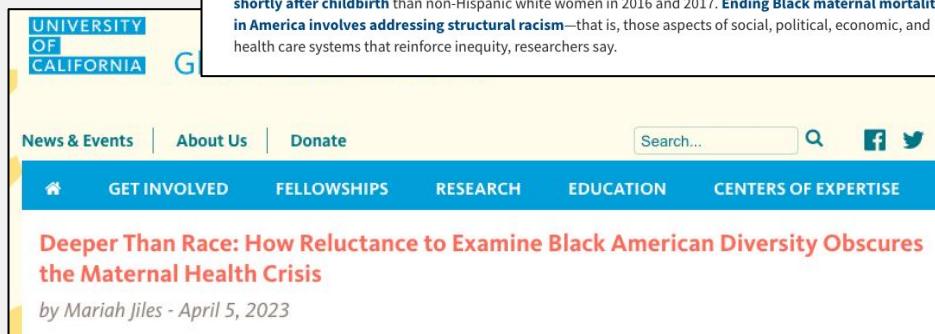 shortly after childbirth than non-Hispanic white women in 2016 and 2017. Ending Black maternal mortalit
in America involves addressing structural racism—that is, those aspects of social, political, economic, and
health care systems that reinforce inequity, researchers say.
UNIVERSITY
OF
CALIFORNIA
Gl
News & Events
About Us
Donate
Search...
GET INVOLVED
FELLOWSHIPS
RESEARCH
EDUCATION
CENTERS OF EXPERTISE
Deeper Than Race: How Reluctance to Examine Black American Diversity Obscures
the Maternal Health Crisis
by Mariah Jiles - April 5, 2023